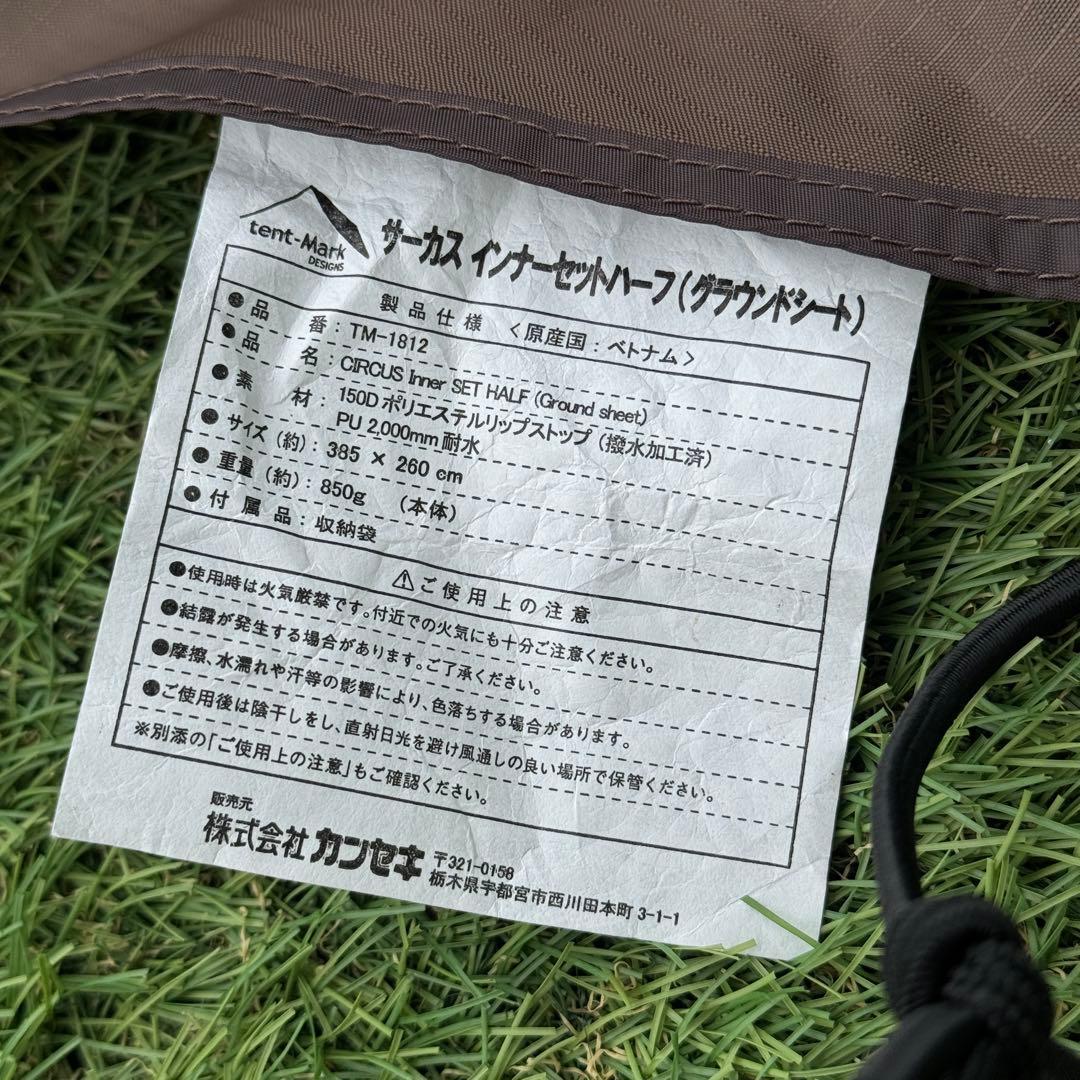 tent-Mark
DESIGNS
サーカス インナーセットハーフ(グラウンドシート)
製品仕様 <原産国:ベトナム>
●品番:TM-1812
●品名:CIRCUS Inner SET HALF (Ground sheet)
●素材:150Dポリエステルリップストップ(撥水加工済)
PU 2,000mm 耐水
●サイズ(約):385 × 260 cm
●重量(約):850g (本体)
●付属品:収納袋
⚠ご使用上の注意
●使用時は火気厳禁です。付近での火気にも十分ご注意ください。
●結露が発生する場合があります。ご了承ください。
●摩擦、水濡れや汗等の影響により、色落ちする場合があります。
●ご使用後は陰干しをし、直射日光を避け風通しの良い場所で保管ください。
※別添の「ご使用上の注意」もご確認ください。
販売元
株式会社 カンセキ 〒321-0158
栃木県宇都宮市西川田本町 3-1-1